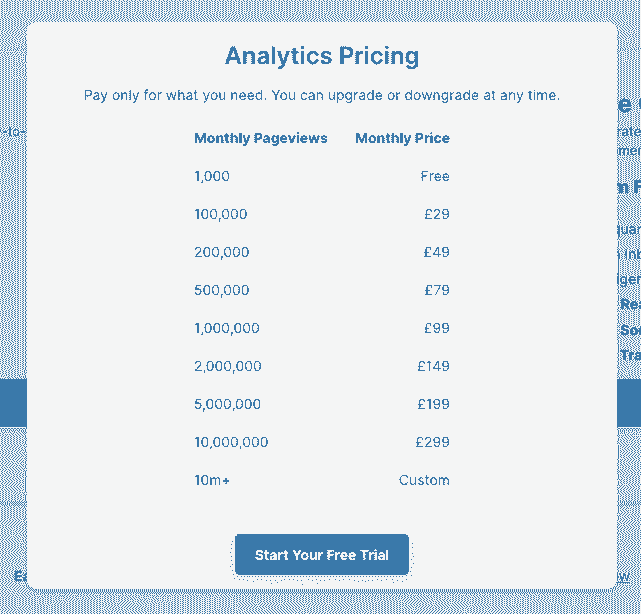 Analytics Pricing
Pay only for what you need. You can upgrade or downgrade at any time.
Monthly Pageviews Monthly Price
1,000 Free
100,000 £29
200,000 £49
500,000 £79
1,000,000 £99
2,000,000 £149
5,000,000 £199
10,000,000 £299
10m+ Custom
Start Your Free Trial